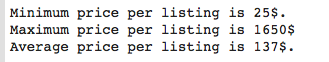 Minimum price per listing is 25$.
Maximum price per listing is 1650$
Average price per listing is 137$.